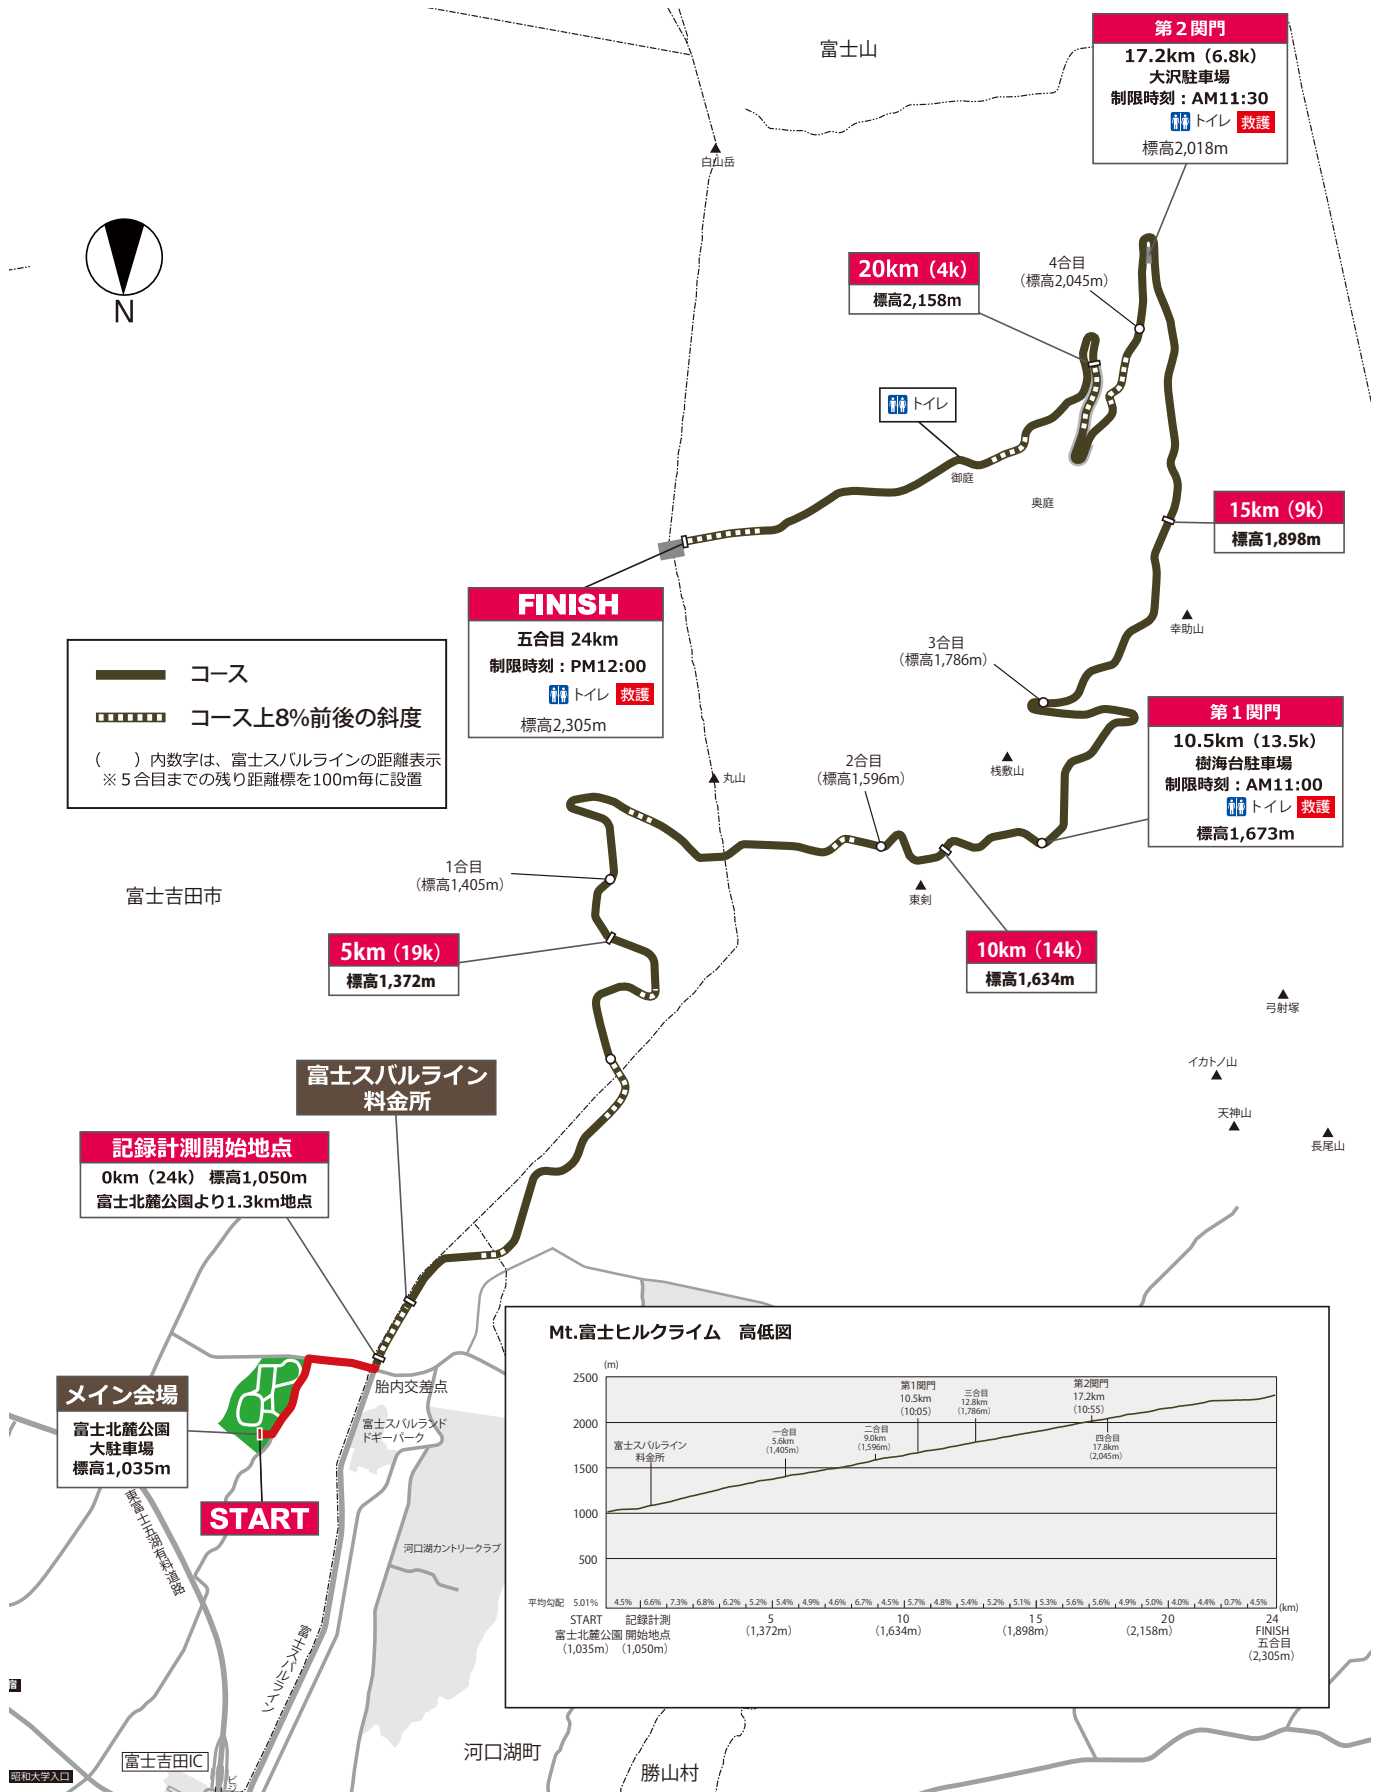 富士山
第２関門
17.2km（6.8k）
大沢駐車場
制限時刻：AM11:30
トイレ 救護
標高2,018m
白山岳
N
20km（4k）
標高2,158m
4合目
（標高2,045m）
トイレ
御庭
奥庭
15km（9k）
標高1,898m
FINISH
五合目 24km
制限時刻：PM12:00
トイレ 救護
標高2,305m
幸助山
3合目
（標高1,786m）
コース
コース上8%前後の斜度
（　　）内数字は、富士スバルラインの距離表示
※５合目までの残り距離標を100m毎に設置
第１関門
10.5km（13.5k）
樹海台駐車場
制限時刻：AM11:00
トイレ 救護
標高1,673m
丸山
2合目
（標高1,596m）
桟敷山
1合目
（標高1,405m）
東剣
富士吉田市
5km（19k）
標高1,372m
10km（14k）
標高1,634m
弓射塚
イカトノ山
天神山
長尾山
富士スバルライン
料金所
記録計測開始地点
0km（24k） 標高1,050m
富士北麓公園より1.3km地点
メイン会場
富士北麓公園
大駐車場
標高1,035m
START
胎内交差点
富士スバルランド
ドギーパーク
河口湖カントリークラブ
東富士五湖有料道路
富士スバルライン
Mt.富士ヒルクライム　高低図
(m)
2500
2000
1500
1000
500
富士スバルライン
料金所
一合目
5.6km
(1,405m)
二合目
9.0km
(1,596m)
第1関門
10.5km
(10:05)
三合目
12.8km
(1,786m)
第2関門
17.2km
(10:55)
四合目
17.8km
(2,045m)
平均勾配 5.01% 4.5% 6.6% 7.3% 6.8% 6.2% 5.2% 5.4% 4.9% 4.6% 6.7% 4.5% 5.7% 4.8% 5.4% 5.2% 5.1% 5.3% 5.6% 5.6% 4.9% 5.0% 4.0% 4.4% 0.7% 4.5% (km)
START
富士北麓公園
（1,035m）
記録計測
開始地点
（1,050m）
5
（1,372m）
10
（1,634m）
15
（1,898m）
20
（2,158m）
24
FINISH
五合目
（2,305m）
富士吉田IC
昭和大学入口
河口湖町
勝山村